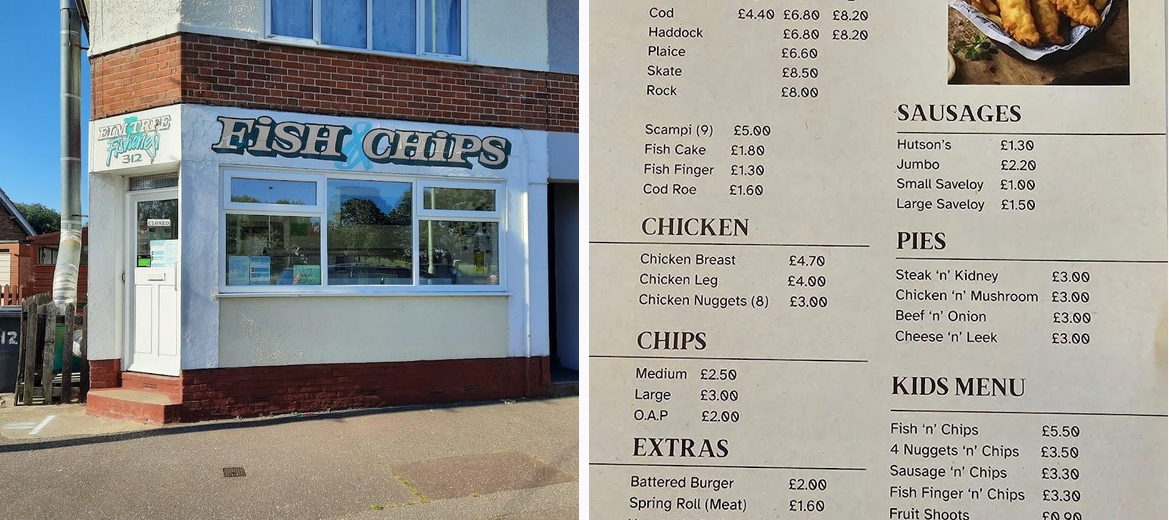 ELM TREE
Fisheries
312
FiSH & CHiPS
CLOSED
12
Cod £4.40 £6.80 £8.20
Haddock £6.80 £8.20
Plaice £6.60
Skate £8.50
Rock £8.00
Scampi (9) £5.00
Fish Cake £1.80
Fish Finger £1.30
Cod Roe £1.60
CHICKEN
Chicken Breast £4.70
Chicken Leg £4.00
Chicken Nuggets (8) £3.00
CHIPS
Medium £2.50
Large £3.00
O.A.P £2.00
EXTRAS
Battered Burger £2.00
Spring Roll (Meat) £1.60
SAUSAGES
Hutson's £1.30
Jumbo £2.20
Small Saveloy £1.00
Large Saveloy £1.50
PIES
Steak 'n' Kidney £3.00
Chicken 'n' Mushroom £3.00
Beef 'n' Onion £3.00
Cheese 'n' Leek £3.00
KIDS MENU
Fish 'n' Chips £5.50
4 Nuggets 'n' Chips £3.50
Sausage 'n' Chips £3.30
Fish Finger 'n' Chips £3.30
Fruit Shoots £0.90